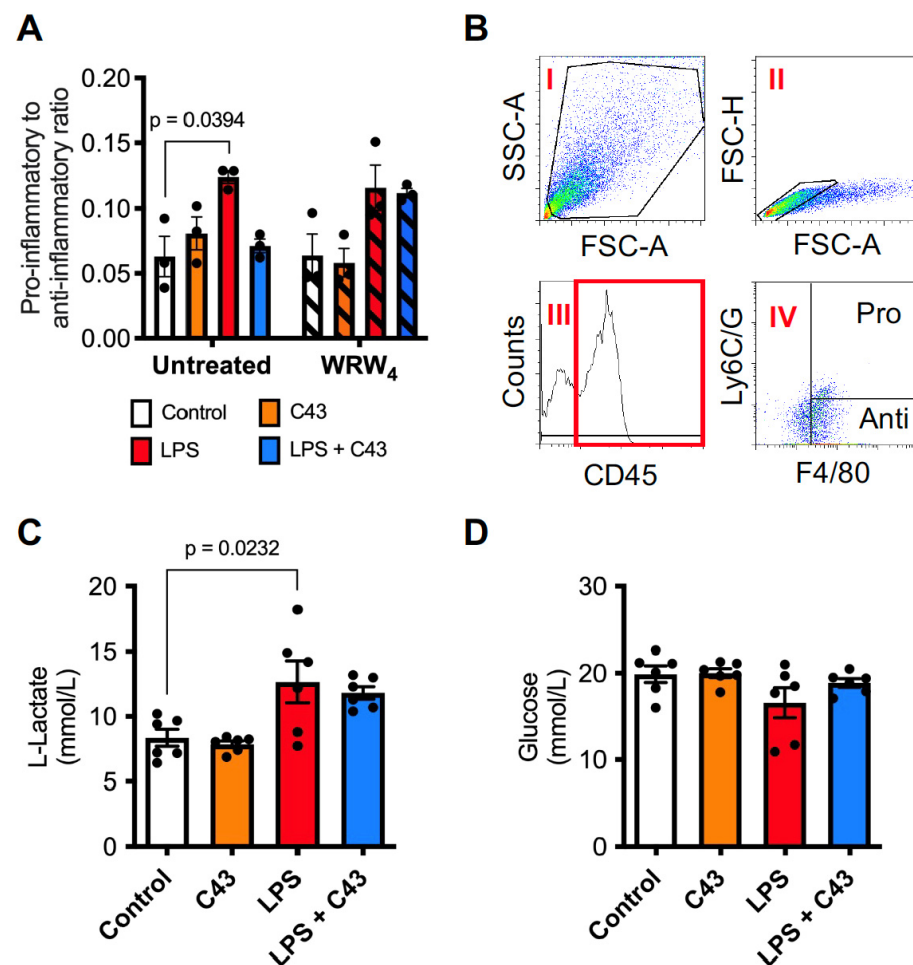 A
Pro-inflammatory to
anti-inflammatory ratio
0.20
0.15
0.10
0.05
0.00
p = 0.0394
Untreated
WRW4
Control
C43
LPS
LPS + C43
B
I
SSC-A
FSC-A
II
FSC-H
FSC-A
III
Counts
CD45
IV
Pro
Anti
Ly6C/G
F4/80
C
p = 0.0232
L-Lactate
(mmol/L)
20
15
10
5
0
Control
C43
LPS
LPS + C43
D
Glucose
(mmol/L)
30
20
10
0
Control
C43
LPS
LPS + C43